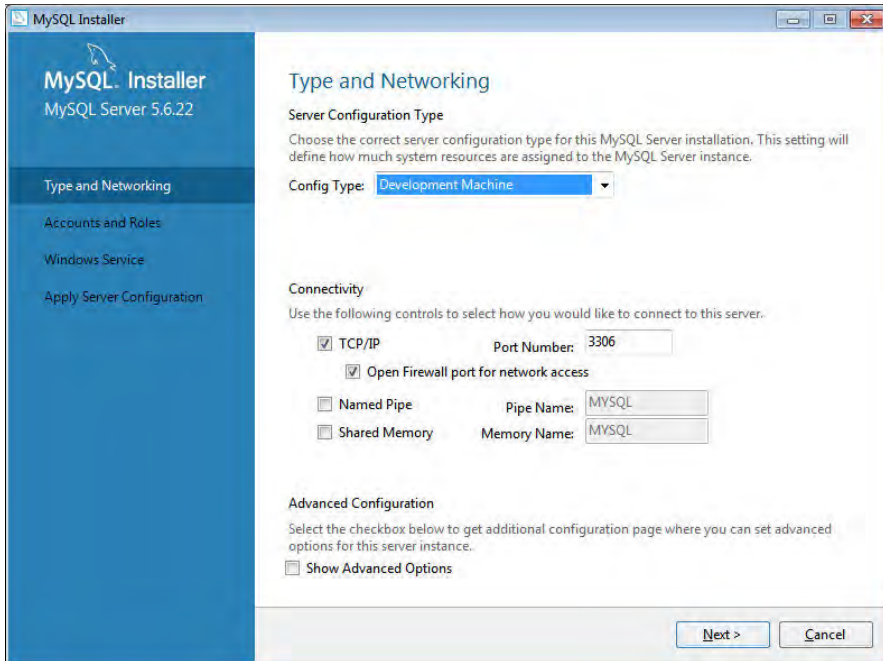 MySQL Installer
MySQL. Installer
MySQL Server 5.6.22
Type and Networking
Accounts and Roles
Windows Service
Apply Server Configuration
Type and Networking
Server Configuration Type
Choose the correct server configuration type for this MySQL Server installation. This setting will
define how much system resources are assigned to the MySQL Server instance.
Config Type: Development Machine
Connectivity
Use the following controls to select how you would like to connect to this server.
TCP/IP Port Number: 3306
Open Firewall port for network access
Named Pipe Pipe Name: MYSQL
Shared Memory Memory Name: MYSQL
Advanced Configuration
Select the checkbox below to get additional configuration page where you can set advanced
options for this server instance.
Show Advanced Options
Next > Cancel